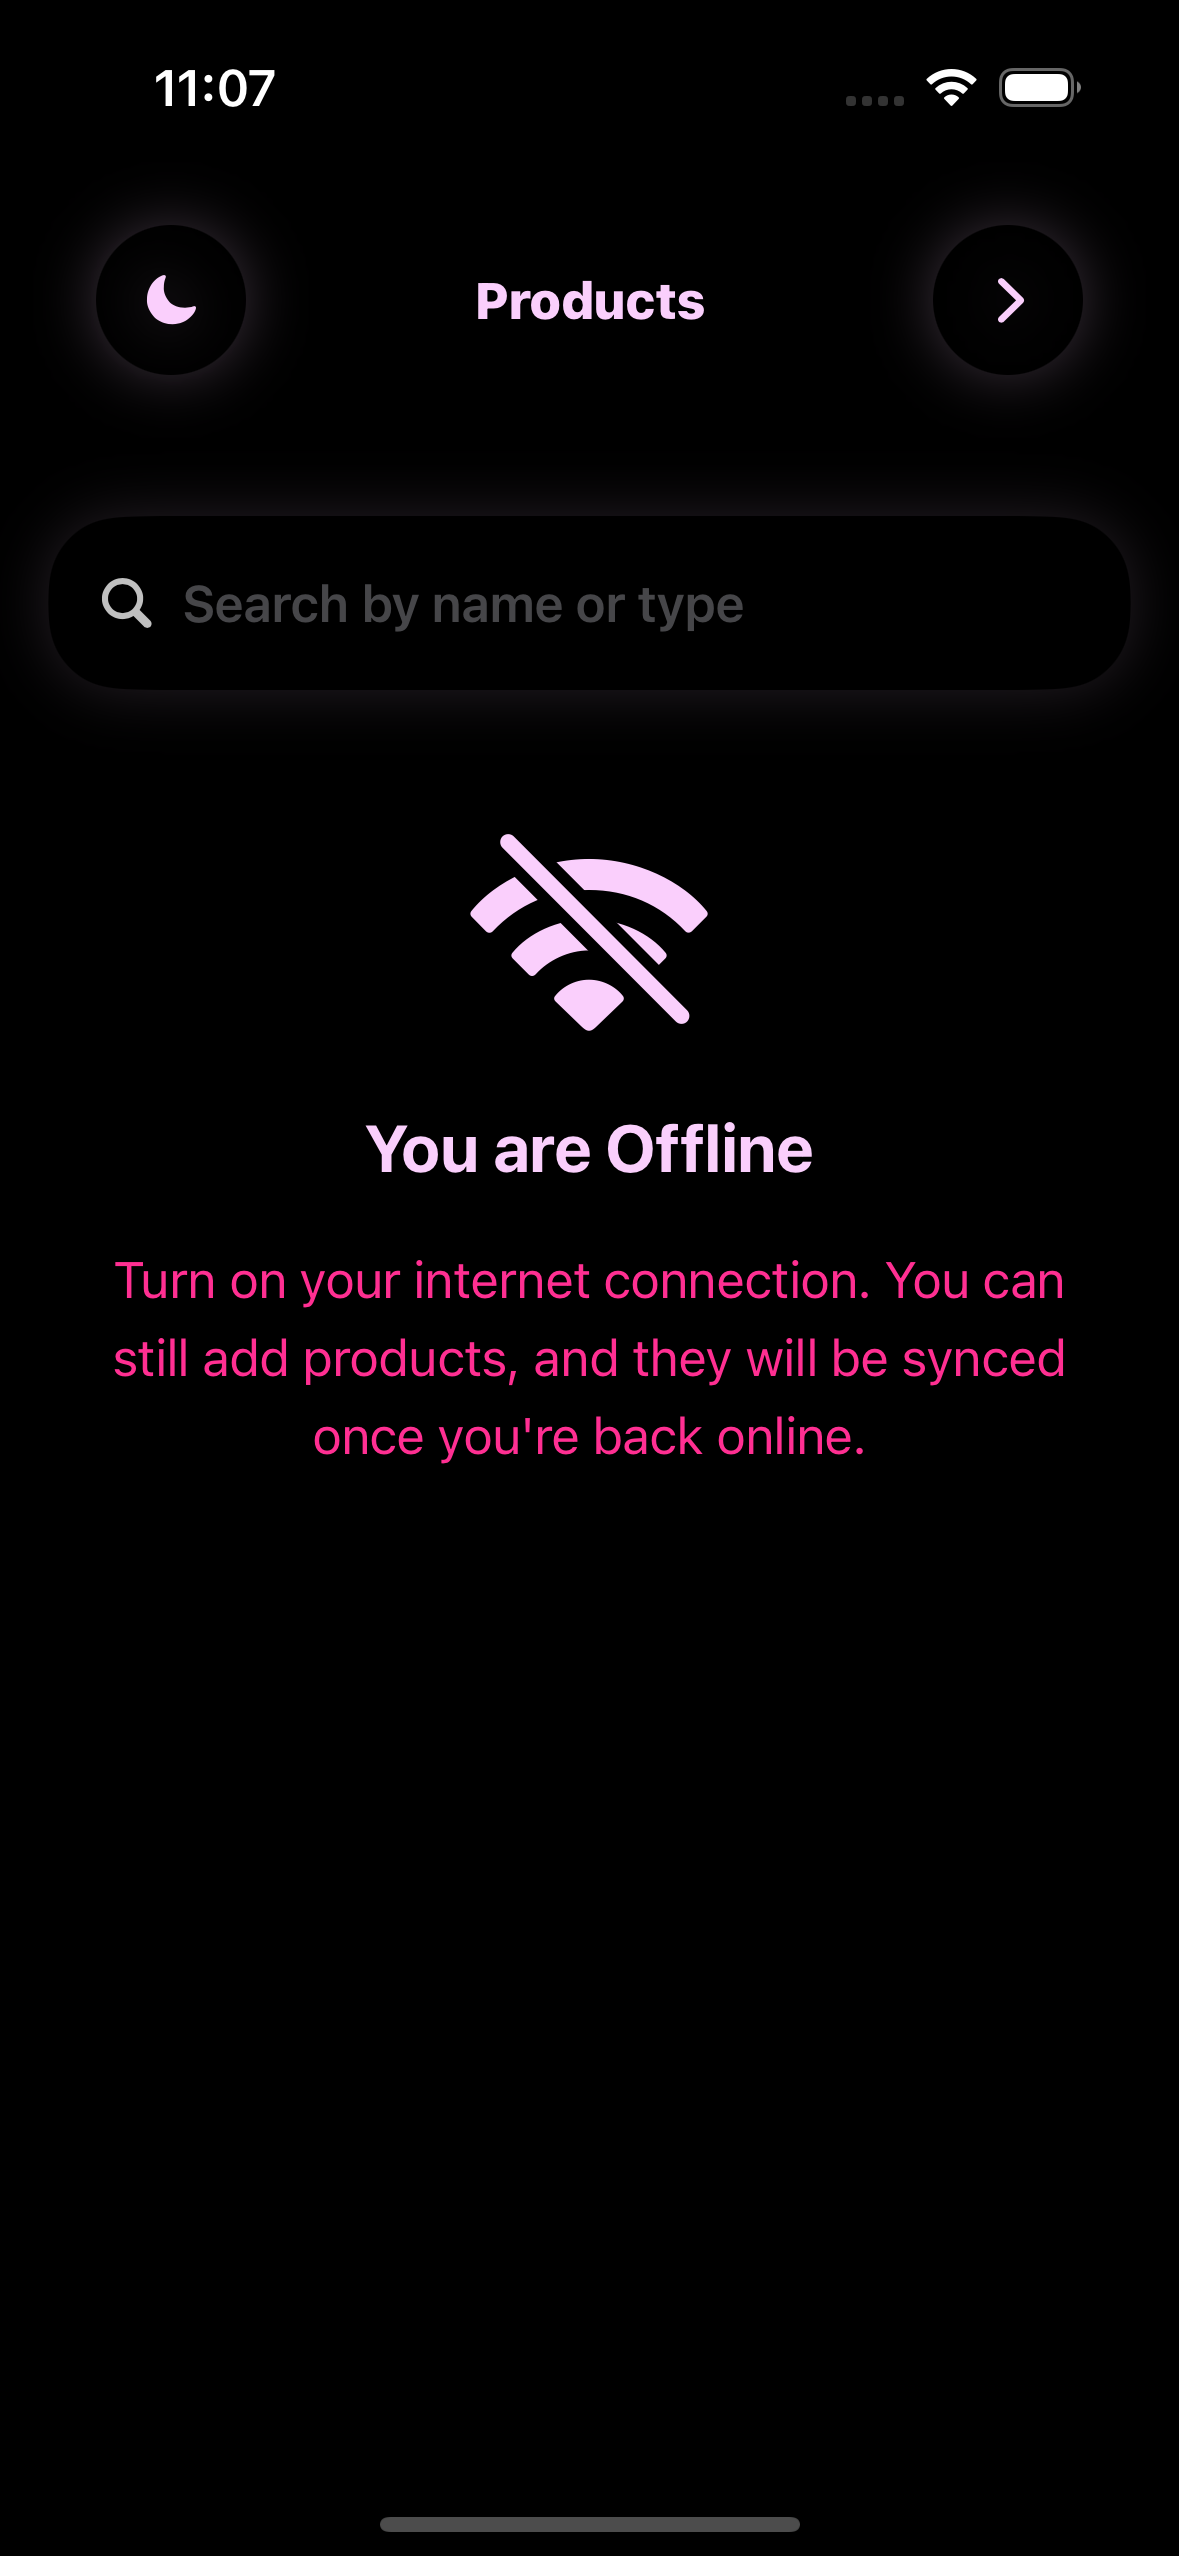 11:07
Products
Search by name or type
You are Offline
Turn on your internet connection. You can
still add products, and they will be synced
once you're back online.